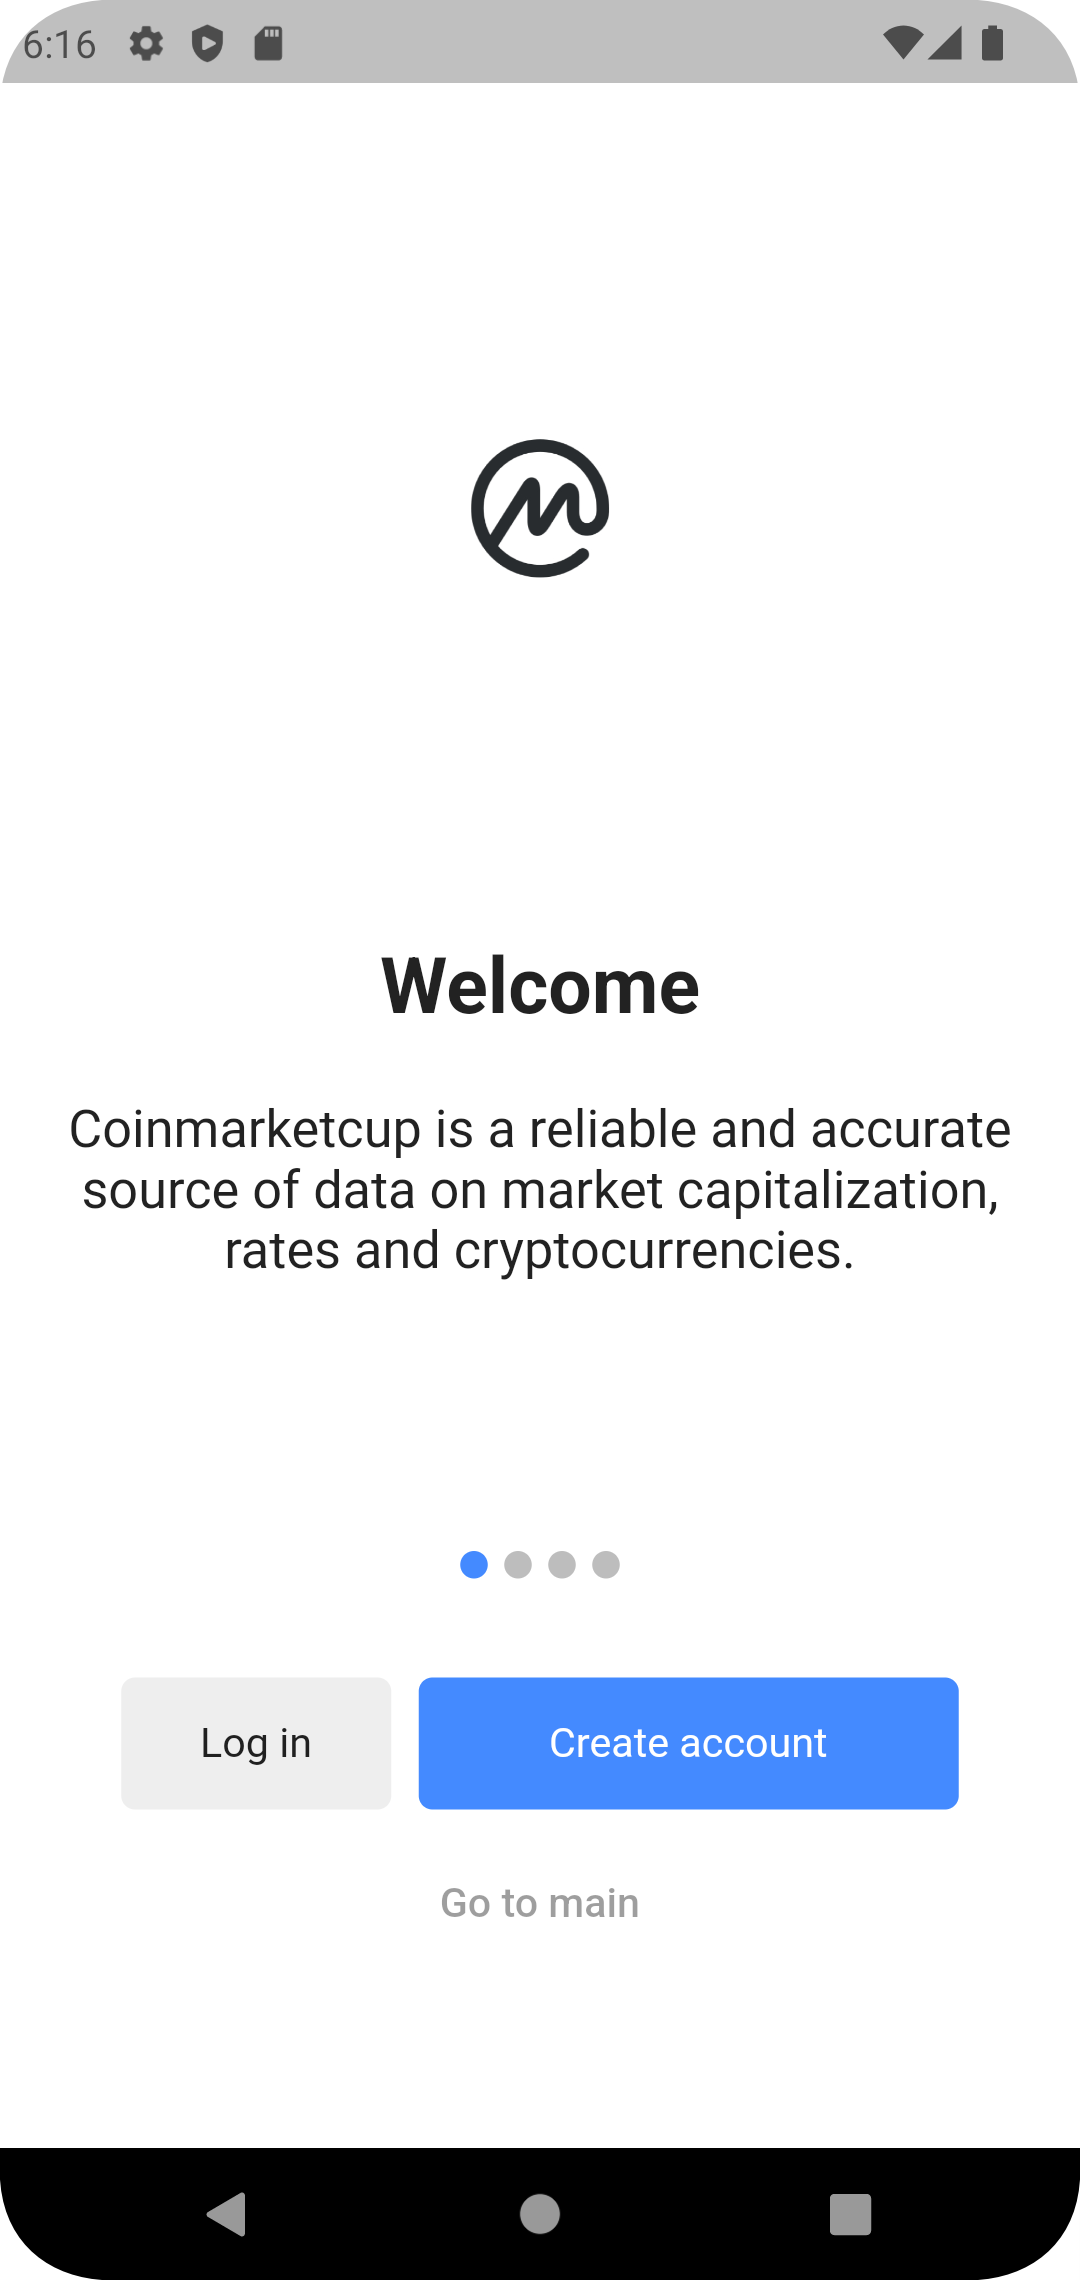 6:16
Welcome
Coinmarketcup is a reliable and accurate
source of data on market capitalization,
rates and cryptocurrencies.
Log in
Create account
Go to main